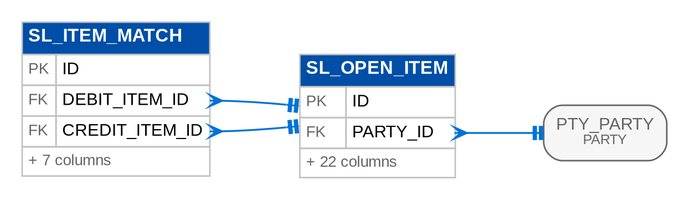 SL_ITEM_MATCH
PK ID
FK DEBIT_ITEM_ID
FK CREDIT_ITEM_ID
+ 7 columns
SL_OPEN_ITEM
PK ID
FK PARTY_ID
+ 22 columns
PTY_PARTY
PARTY